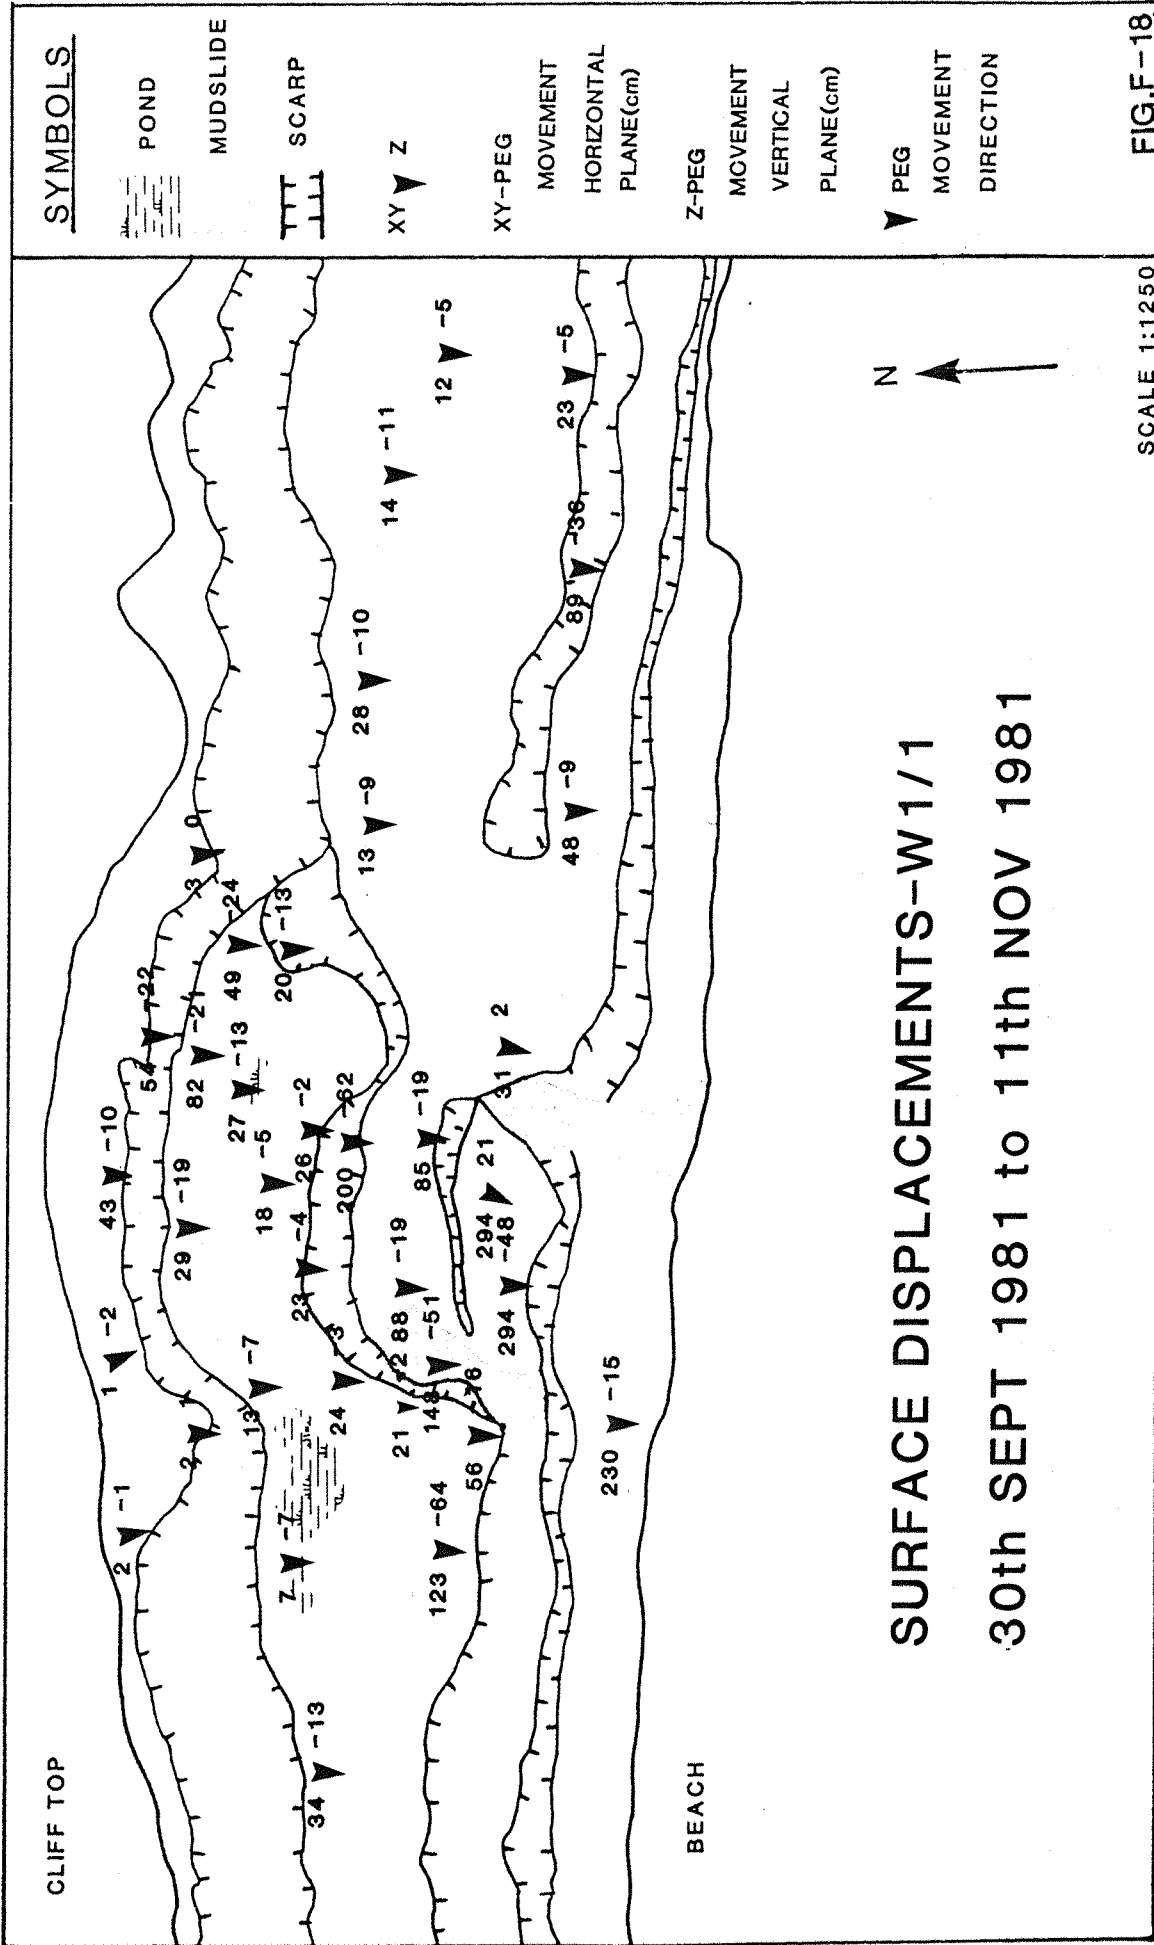 CLIFF TOP
2 -1
1 -2
43 -10
54 -22
3 0
2
29 -19
82 -21
49 -24
27 -13
18 -5
20 -13
13 -7
7 -7
34 -13
24 -3
23 -4
26 -2
200 -62
13 -9
28 -10
14 -11
12 -5
21 2
88 -19
148 -51
85 -19
56 -6
123 -64
294 21
294 -48
31 2
48 -9
89 -36
23 -5
230 -15
BEACH
N
SURFACE DISPLACEMENTS-W1/1
30th SEPT 1981 to 11th NOV 1981
SCALE 1:1250
SYMBOLS
POND
MUDSLIDE
SCARP
XY Z
XY-PEG
MOVEMENT
HORIZONTAL
PLANE(cm)
Z-PEG
MOVEMENT
VERTICAL
PLANE(cm)
PEG
MOVEMENT
DIRECTION
FIG.F-18